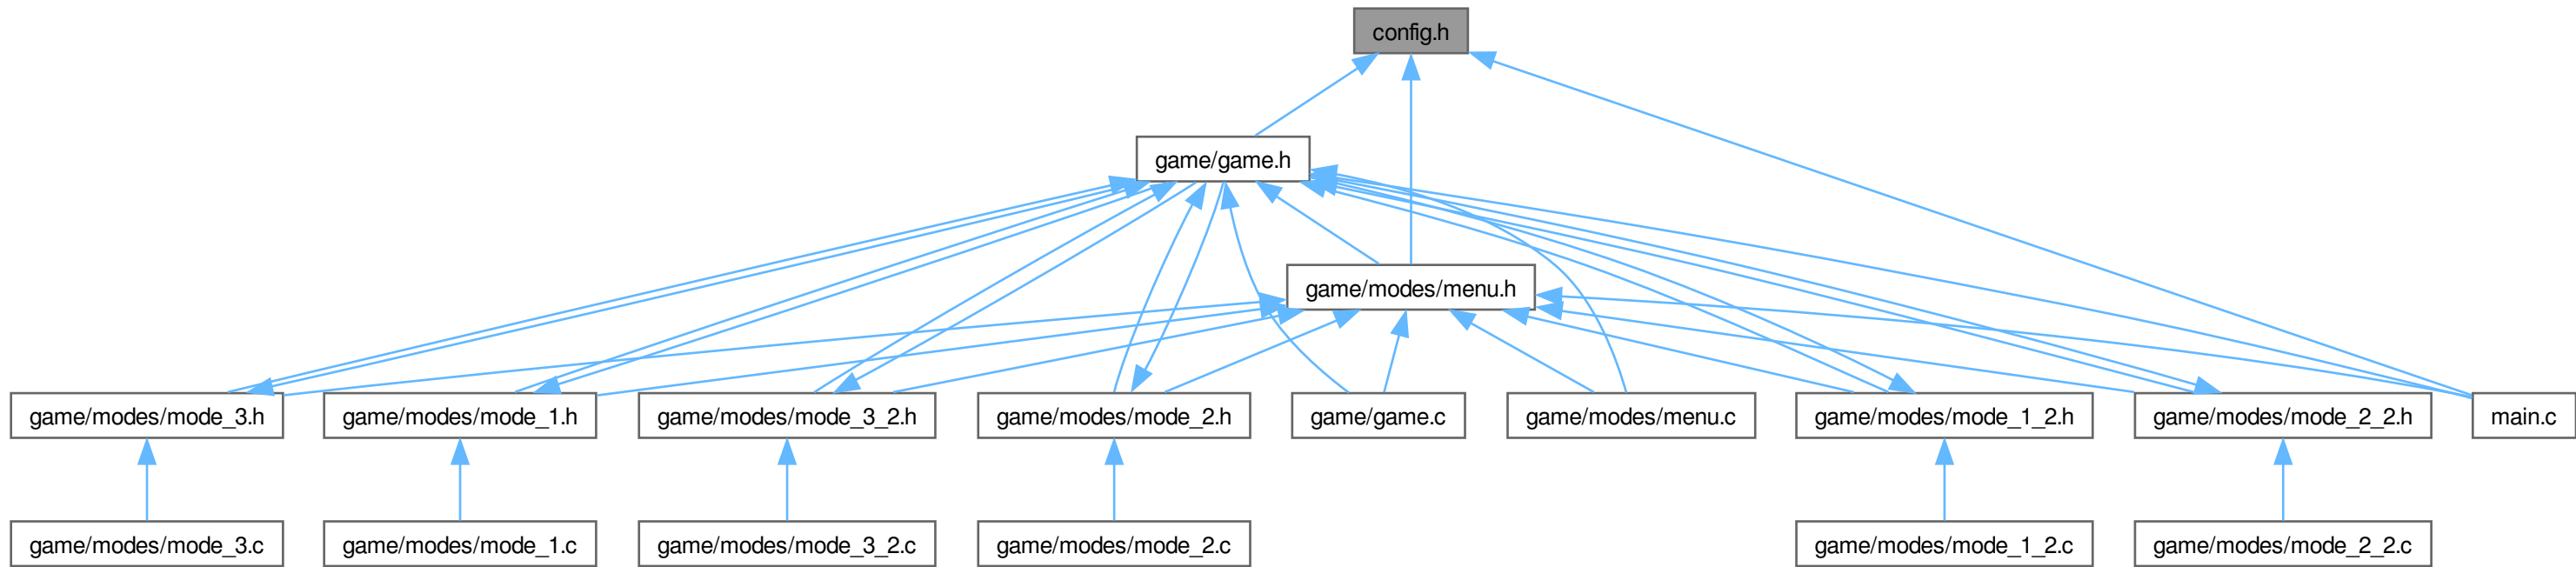 config.h
game/game.h
game/modes/menu.h
game/modes/mode_3.h
game/modes/mode_1.h
game/modes/mode_3_2.h
game/modes/mode_2.h
game/game.c
game/modes/menu.c
game/modes/mode_1_2.h
game/modes/mode_2_2.h
main.c
game/modes/mode_3.c
game/modes/mode_1.c
game/modes/mode_3_2.c
game/modes/mode_2.c
game/modes/mode_1_2.c
game/modes/mode_2_2.c